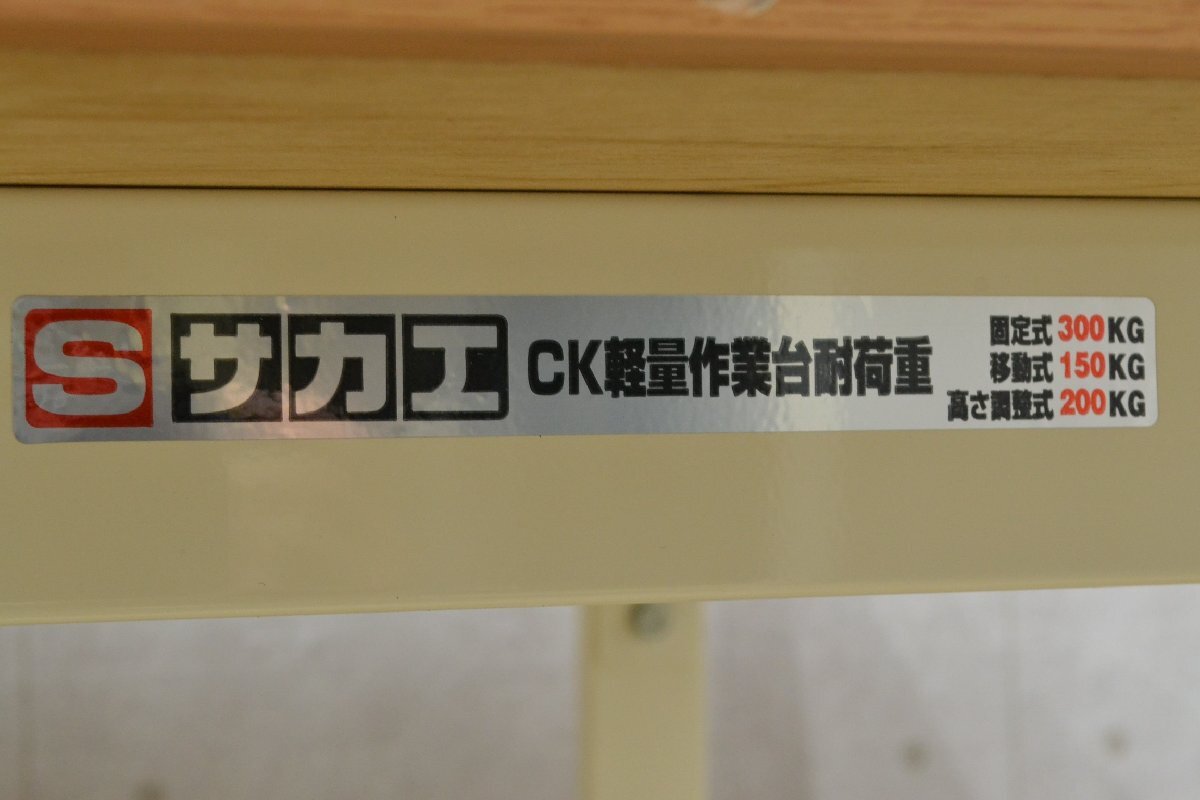 S サカエ CK軽量作業台耐荷重
固定式 300KG
移動式 150KG
高さ調整式 200KG